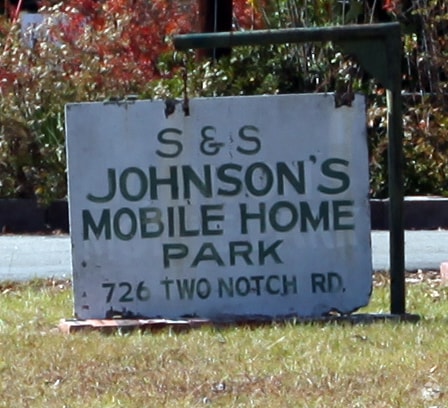 S & S
JOHNSON'S
MOBILE HOME
PARK
726 TWO NOTCH RD.